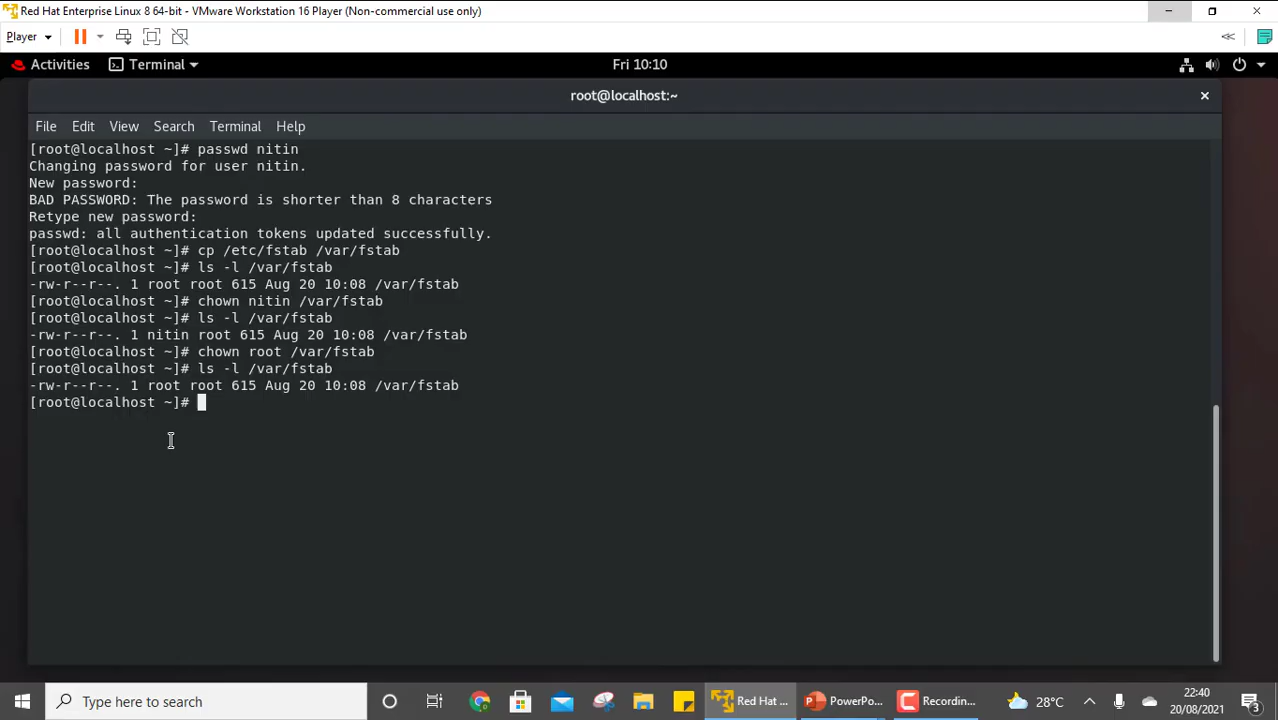 Red Hat Enterprise Linux 8 64-bit - VMware Workstation 16 Player (Non-commercial use only)
Player
Activities Terminal Fri 10:10
root@localhost:~
File Edit View Search Terminal Help
[root@localhost ~]# passwd nitin
Changing password for user nitin.
New password:
BAD PASSWORD: The password is shorter than 8 characters
Retype new password:
passwd: all authentication tokens updated successfully.
[root@localhost ~]# cp /etc/fstab /var/fstab
[root@localhost ~]# ls -l /var/fstab
-rw-r--r--. 1 root root 615 Aug 20 10:08 /var/fstab
[root@localhost ~]# chown nitin /var/fstab
[root@localhost ~]# ls -l /var/fstab
-rw-r--r--. 1 nitin root 615 Aug 20 10:08 /var/fstab
[root@localhost ~]# chown root /var/fstab
[root@localhost ~]# ls -l /var/fstab
-rw-r--r--. 1 root root 615 Aug 20 10:08 /var/fstab
[root@localhost ~]#
Type here to search Red Hat ... PowerPo... Recordin... 28°C 22:40
20/08/2021 3